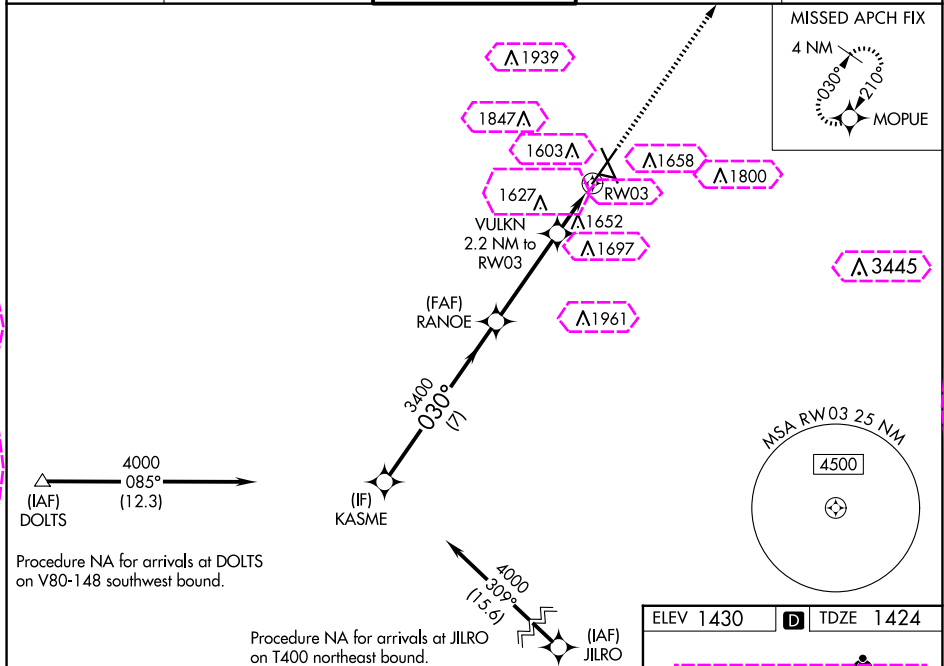 MISSED APCH FIX
4 NM
030°
210°
MOPUE
1939
1847
1603
1658
1800
1627
RW03
1652
VULKN
2.2 NM to
RW03
1697
3445
(FAF)
RANOE
1961
3400
030°
(7)
MSA RW03 25 NM
4500
4000
085°
(12.3)
(IAF)
DOLTS
(IF)
KASME
Procedure NA for arrivals at DOLTS
on V80-148 southwest bound.
4000
309°
(15.6)
(IAF)
JILRO
Procedure NA for arrivals at JILRO
on T400 northeast bound.
ELEV 1430 D TDZE 1424